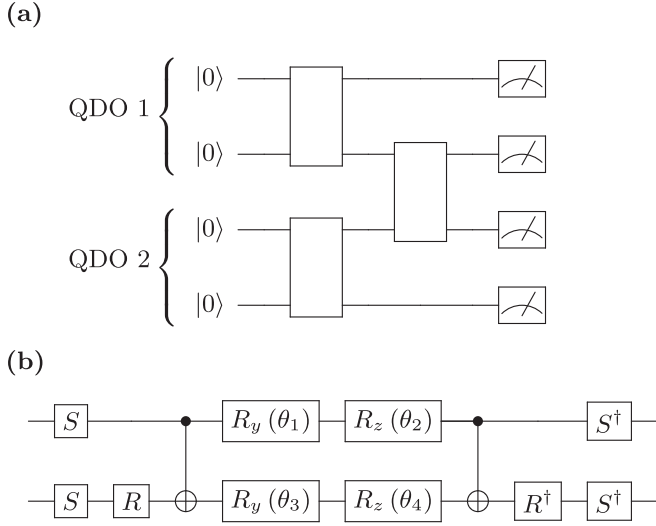 (a)
|0⟩
QDO 1
|0⟩
|0⟩
QDO 2
|0⟩
(b)
S R_y (θ_1) R_z (θ_2) S^†
S R R_y (θ_3) R_z (θ_4) R^† S^†